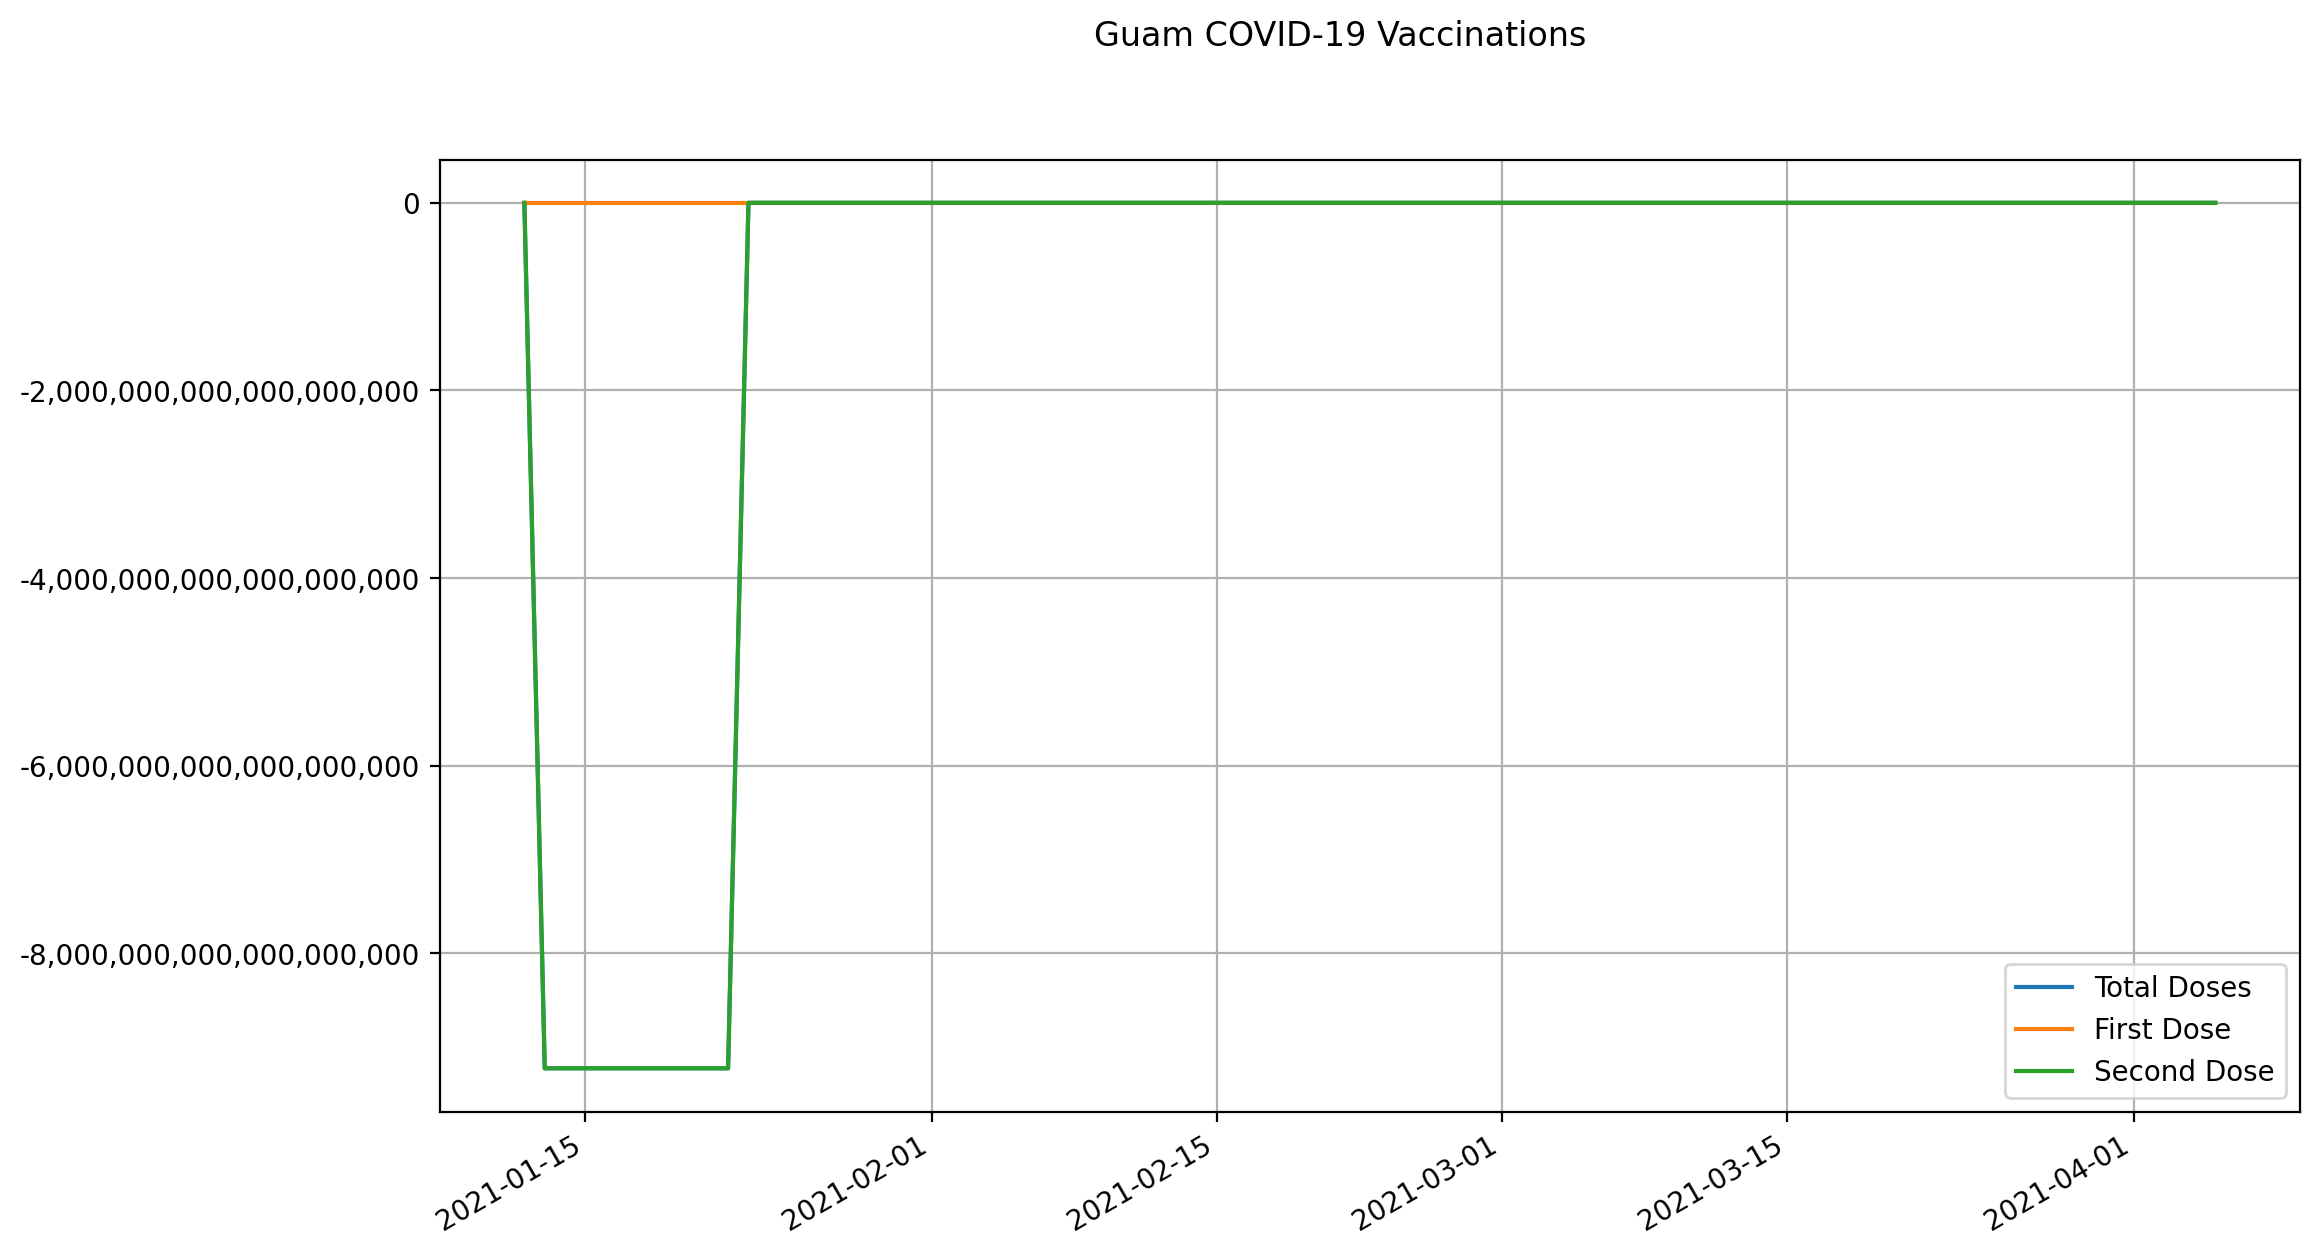 Guam COVID-19 Vaccinations
0
-2,000,000,000,000,000,000
-4,000,000,000,000,000,000
-6,000,000,000,000,000,000
-8,000,000,000,000,000,000
Total Doses
First Dose
Second Dose
2021-01-15
2021-02-01
2021-02-15
2021-03-01
2021-03-15
2021-04-01